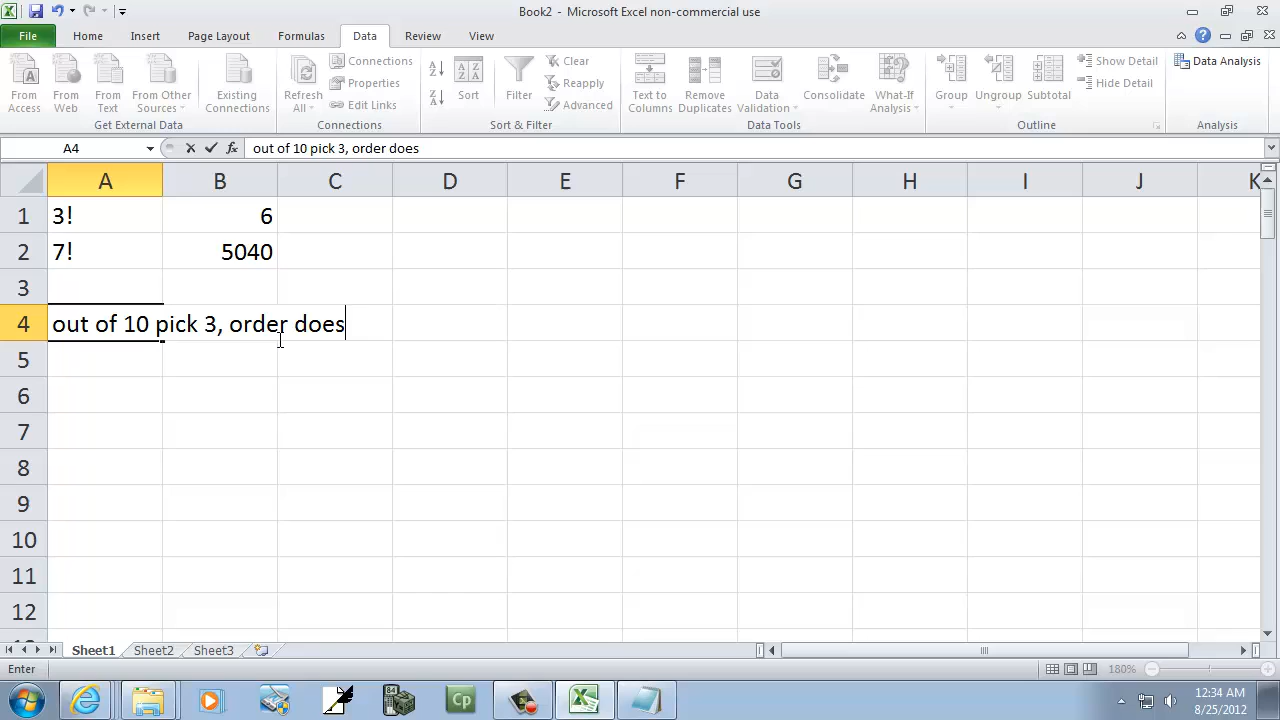 Book2 - Microsoft Excel non-commercial use
File Home Insert Page Layout Formulas Data Review View
From Access
From Web
From Text
From Other Sources
Existing Connections
Get External Data
Refresh All
Connections
Properties
Edit Links
Connections
Sort
Filter
Clear
Reapply
Advanced
Sort & Filter
Text to Columns
Remove Duplicates
Data Validation
Consolidate
What-If Analysis
Data Tools
Group
Ungroup
Subtotal
Show Detail
Hide Detail
Outline
Data Analysis
Analysis
A4 fx out of 10 pick 3, order does
A B C D E F G H I J K
1 3! 6
2 7! 5040
3
4 out of 10 pick 3, order does
5
6
7
8
9
10
11
12
Sheet1 Sheet2 Sheet3
Enter 180%
Cp
12:34 AM
8/25/2012